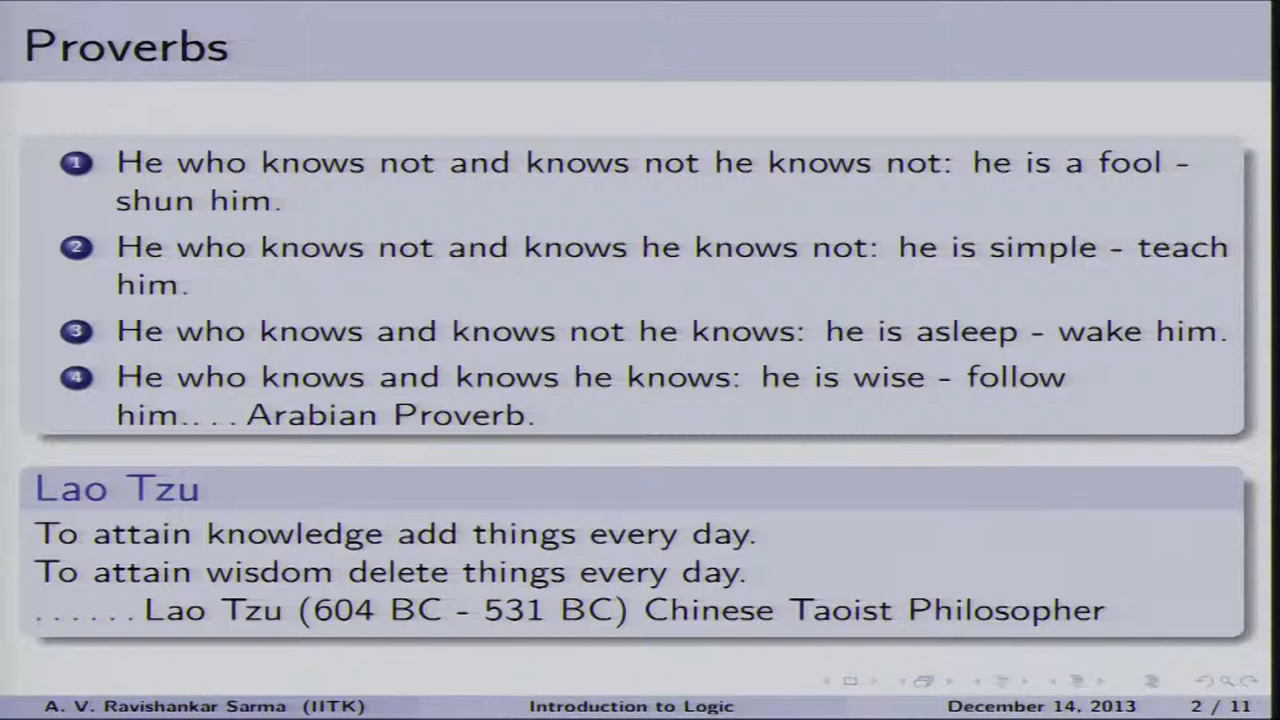 Proverbs
1 He who knows not and knows not he knows not: he is a fool -
shun him.
2 He who knows not and knows he knows not: he is simple - teach
him.
3 He who knows and knows not he knows: he is asleep - wake him.
4 He who knows and knows he knows: he is wise - follow
him.... Arabian Proverb.
Lao Tzu
To attain knowledge add things every day.
To attain wisdom delete things every day.
...... Lao Tzu (604 BC - 531 BC) Chinese Taoist Philosopher
A. V. Ravishankar Sarma (IITK) Introduction to Logic December 14, 2013 2 / 11